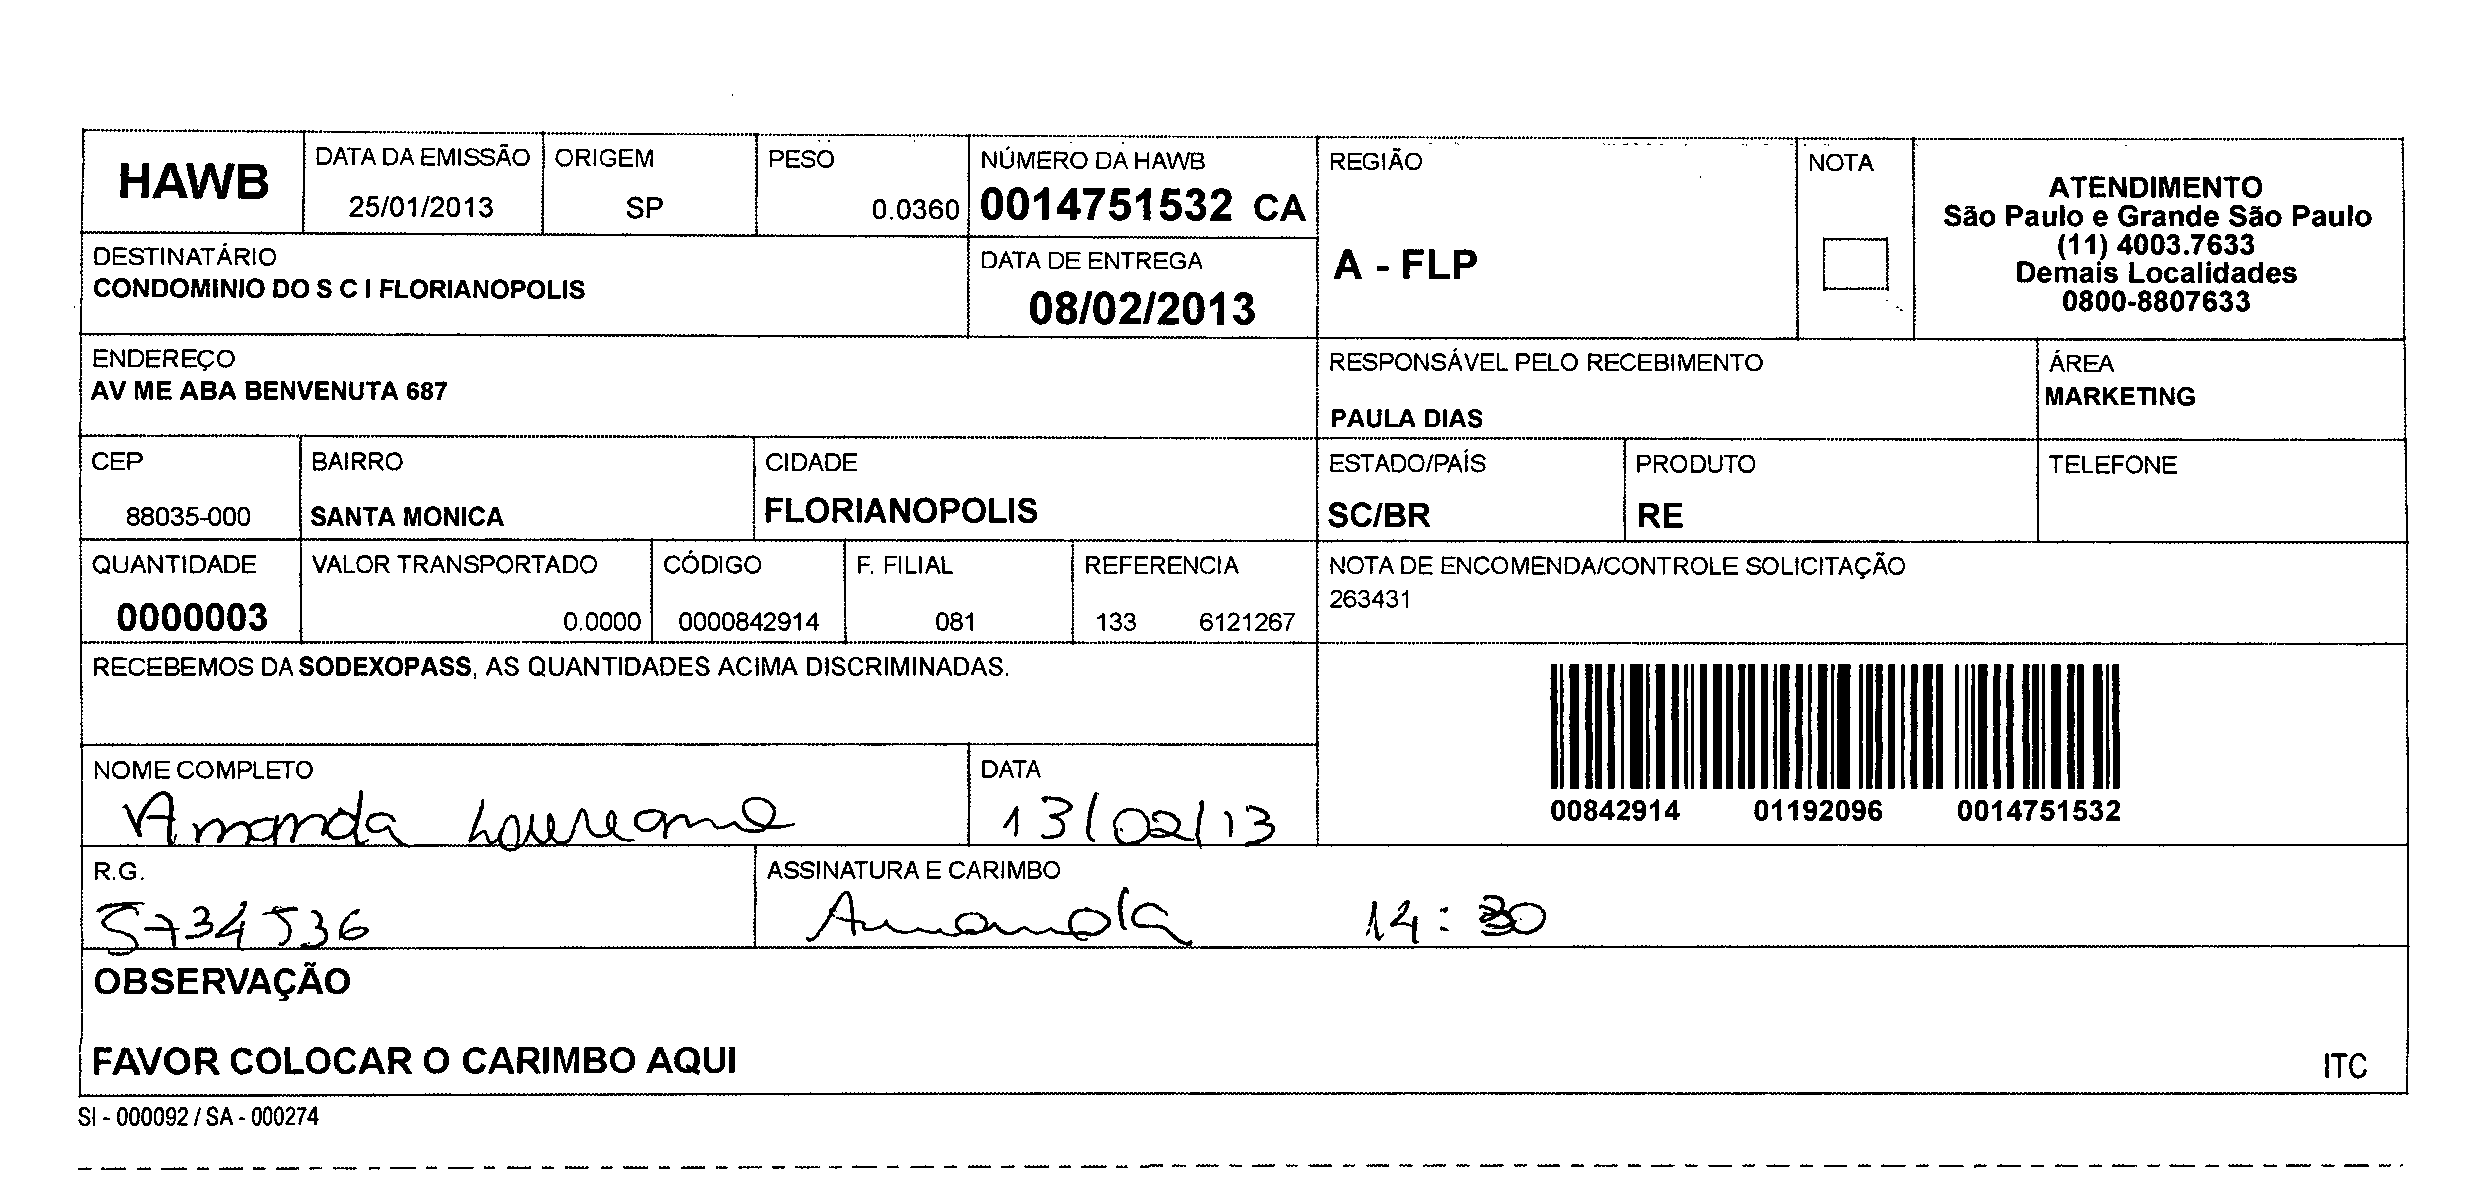 HAWB
DATA DA EMISSÃO
25/01/2013
ORIGEM
SP
PESO
0.0360
NÚMERO DA HAWB
0014751532 CA
REGIÃO
A - FLP
NOTA
ATENDIMENTO
São Paulo e Grande São Paulo
(11) 4003.7633
Demais Localidades
0800-8807633
DESTINATÁRIO
CONDOMINIO DO S C I FLORIANOPOLIS
DATA DE ENTREGA
08/02/2013
ENDEREÇO
AV ME ABA BENVENUTA 687
RESPONSÁVEL PELO RECEBIMENTO
PAULA DIAS
ÁREA
MARKETING
CEP
88035-000
BAIRRO
SANTA MONICA
CIDADE
FLORIANOPOLIS
ESTADO/PAÍS
SC/BR
PRODUTO
RE
TELEFONE
QUANTIDADE
0000003
VALOR TRANSPORTADO
0.0000
CÓDIGO
0000842914
F. FILIAL
081
REFERENCIA
133 6121267
NOTA DE ENCOMENDA/CONTROLE SOLICITAÇÃO
263431
RECEBEMOS DA SODEXOPASS, AS QUANTIDADES ACIMA DISCRIMINADAS.
00842914 01192096 0014751532
NOME COMPLETO
Amanda
DATA
13/02/13
R.G.
5734536
ASSINATURA E CARIMBO
Amanda 14:30
OBSERVAÇÃO
FAVOR COLOCAR O CARIMBO AQUI
ITC
SI - 000092 / SA - 000274